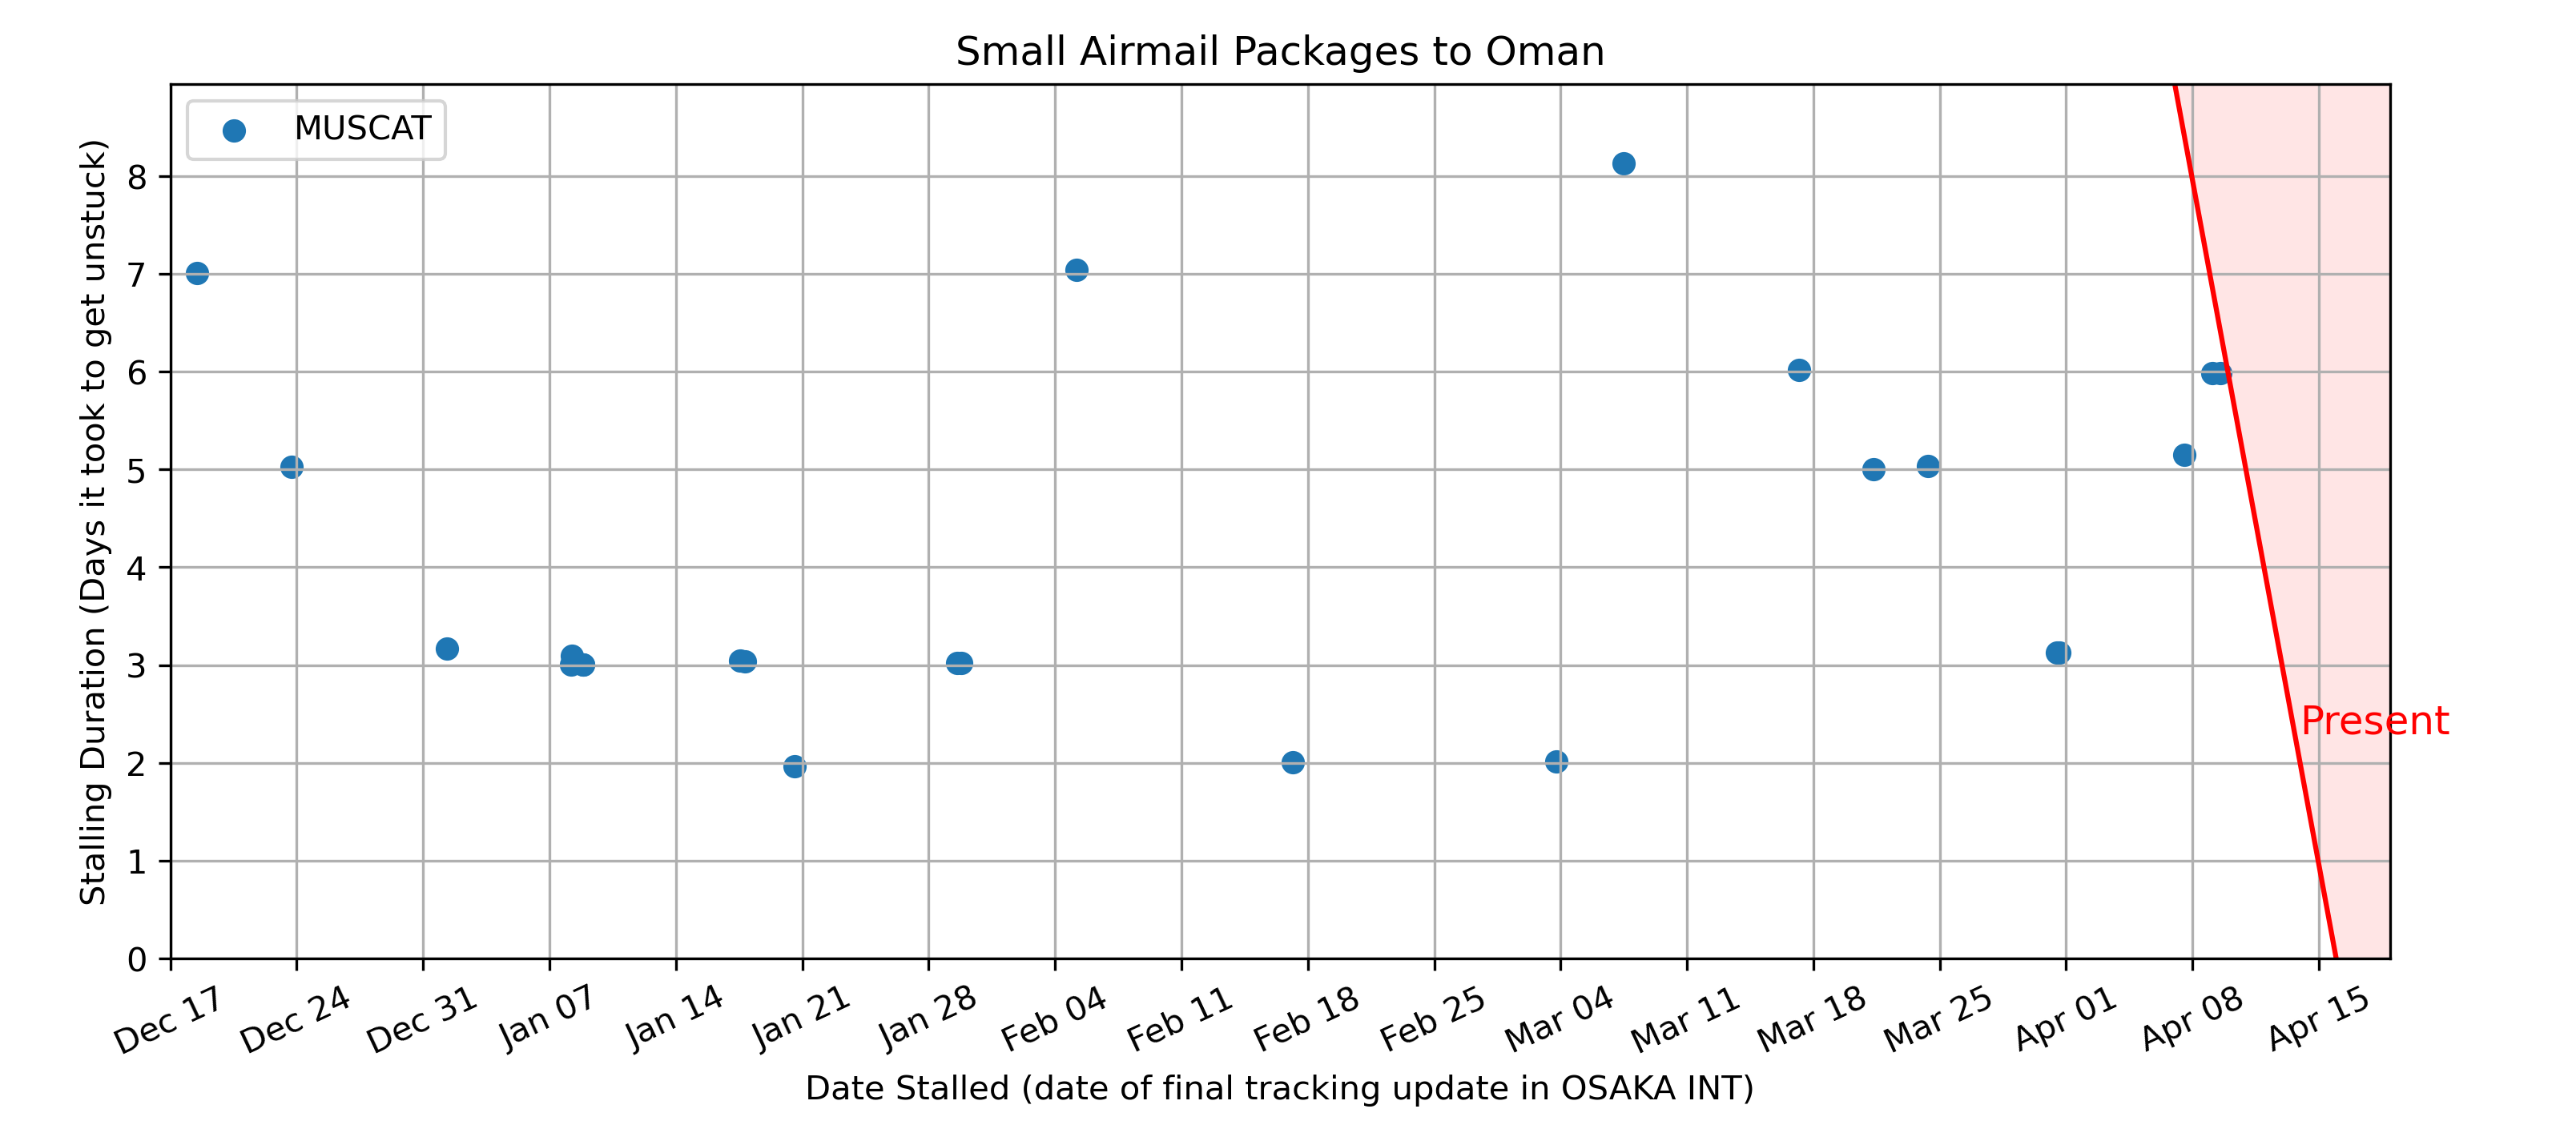 Small Airmail Packages to Oman
MUSCAT
Stalling Duration (Days it took to get unstuck)
8
7
6
5
4
3
2
1
0
Present
Dec 17
Dec 24
Dec 31
Jan 07
Jan 14
Jan 21
Jan 28
Feb 04
Feb 11
Feb 18
Feb 25
Mar 04
Mar 11
Mar 18
Mar 25
Apr 01
Apr 08
Apr 15
Date Stalled (date of final tracking update in OSAKA INT)